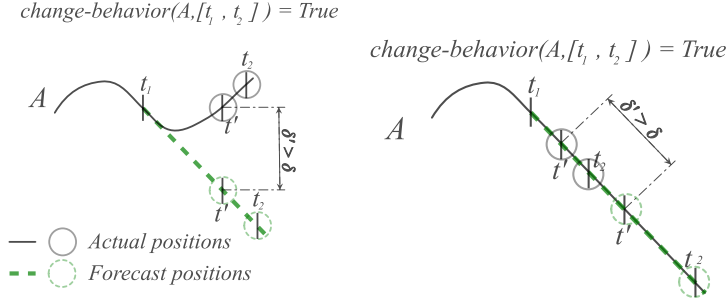 change-behavior(A,[t₁ , t₂ ] ) = True
change-behavior(A,[t₁ , t₂ ] ) = True
t₂
A
t₁
t'
δ' > δ
t'
t₂
Actual positions
Forecast positions
t₁
A
δ' > δ
t'
t₂
t'
t₂